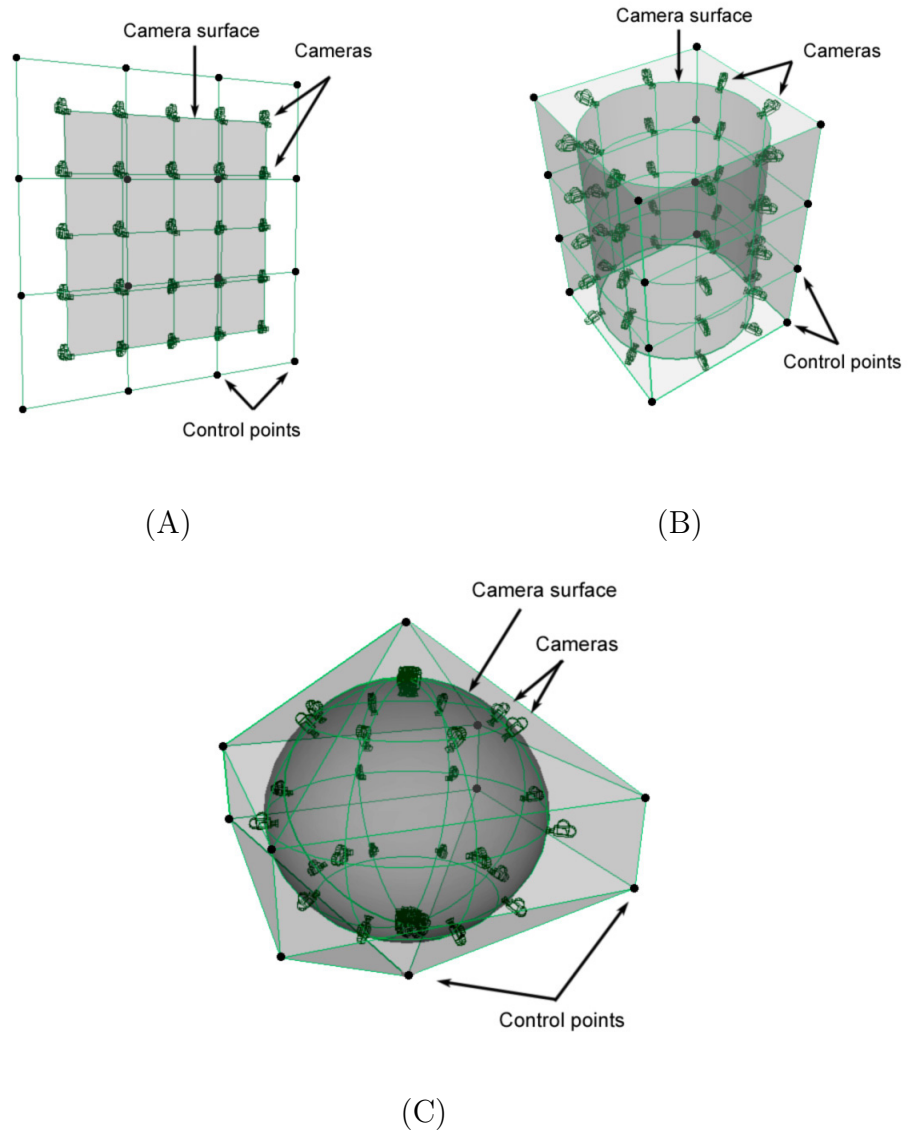 Camera surface
Cameras
Control points
(A)
Camera surface
Cameras
Control points
(B)
Camera surface
Cameras
Control points
(C)